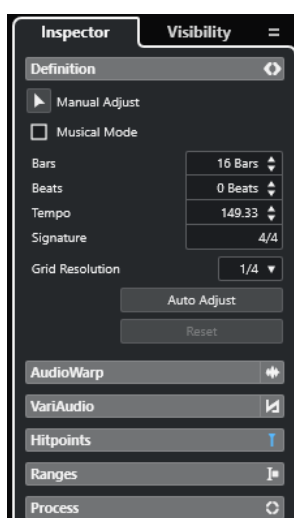 Inspector Visibility
Definition
Manual Adjust
Musical Mode
Bars 16 Bars
Beats 0 Beats
Tempo 149.33
Signature 4/4
Grid Resolution 1/4
Auto Adjust
Reset
AudioWarp
VariAudio
Hitpoints
Ranges
Process